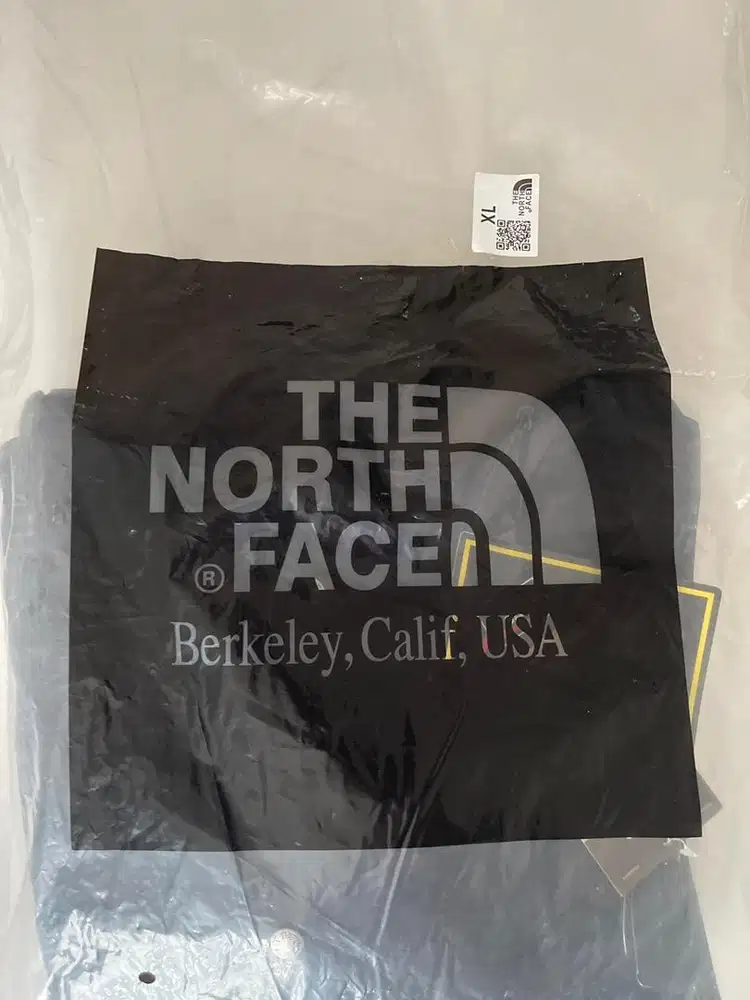 XL
THE
NORTH
FACE
THE
NORTH
® FACE
Berkeley, Calif, USA